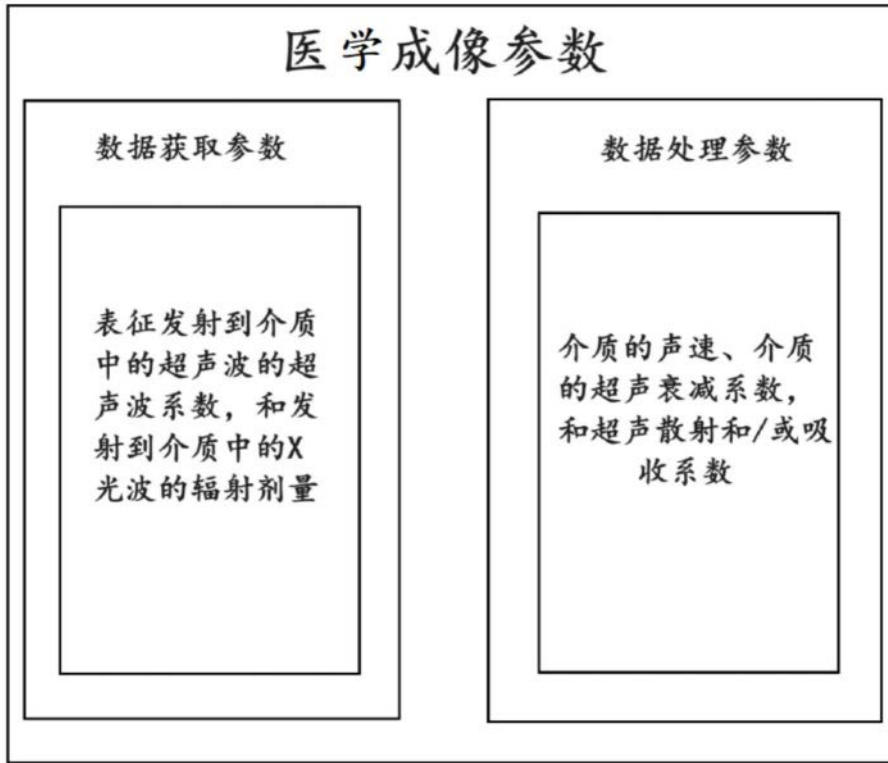 医学成像参数
数据获取参数
表征发射到介质
中的超声波的超
声波系数，和发
射到介质中的X
光波的辐射剂量
数据处理参数
介质的声速、介质
的超声衰减系数，
和超声散射和/或吸
收系数